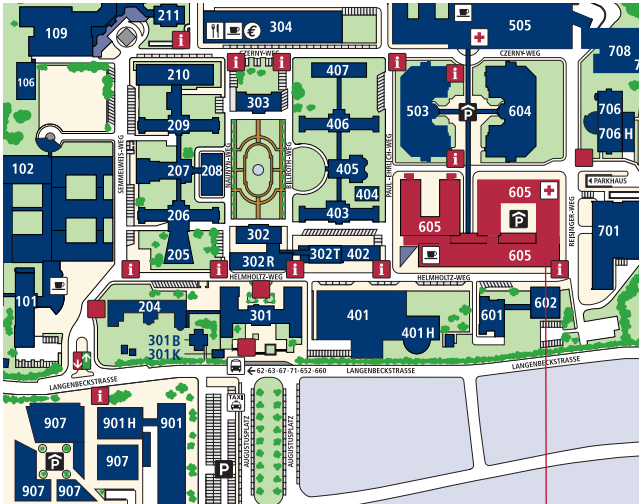 109
211
i
304
€
505
708
CZERNY-WEG
CZERNY-WEG
i
i
i
i
106
210
303
407
503
P
604
706
706 H
209
406
102
SEMMELWEIS-WEG
207
208
NAUNYN-WEG
BILLROTH-WEG
405
PAUL-EHRLICH-WEG
i
404
206
403
PARKHAUS
605
605
P
205
302
302 R
302T
402
605
REISINGER-WEG
701
i
i
i
i
i
HELMHOLTZ-WEG
HELMHOLTZ-WEG
101
204
301
401
401H
601
602
301 B
301 K
LANGENBECKSTRASSE
62-63-67-71-652-660
LANGENBECKSTRASSE
LANGENBECKSTRASSE
i
TAXI
907
901 H
901
P
907
907
907
P
AUGUSTUSPLATZ
AUGUSTUSPLATZ